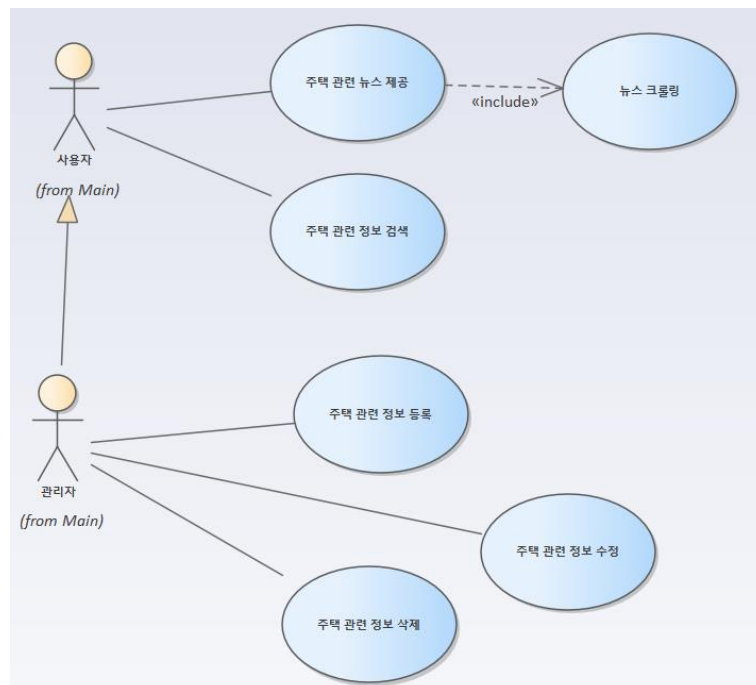 주택 관련 뉴스 제공
«include»
뉴스 크롤링
사용자
(from Main)
주택 관련 정보 검색
주택 관련 정보 등록
관리자
(from Main)
주택 관련 정보 수정
주택 관련 정보 삭제